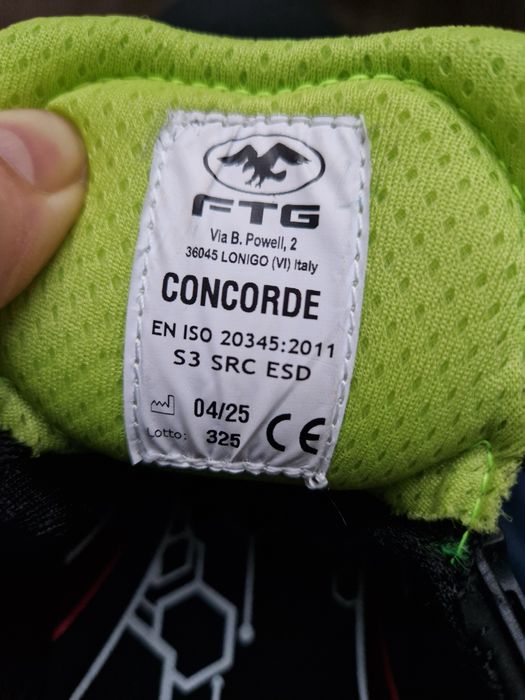 FTG
Via B. Powell, 2
36045 LONIGO (VI) Italy
CONCORDE
EN ISO 20345:2011
S3 SRC ESD
04/25
Lotto: 325
CE